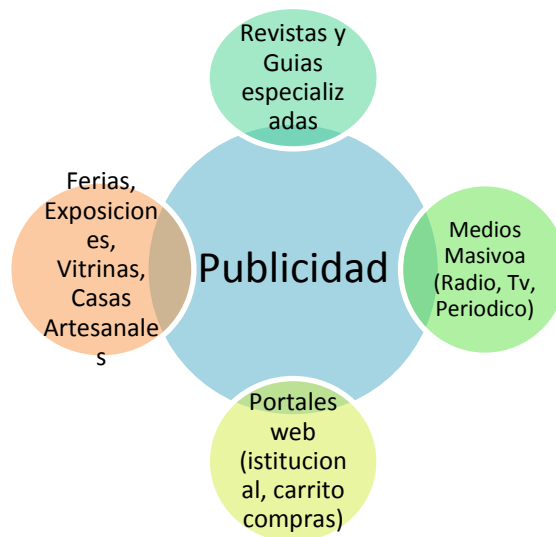 Revistas y
Guias
especializ
adas
Ferias,
Exposicion
es,
Vitrinas,
Casas
Artesanale
s
Publicidad
Medios
Masivoa
(Radio, Tv,
Periodico)
Portales
web
(istitucion
al, carrito
compras)